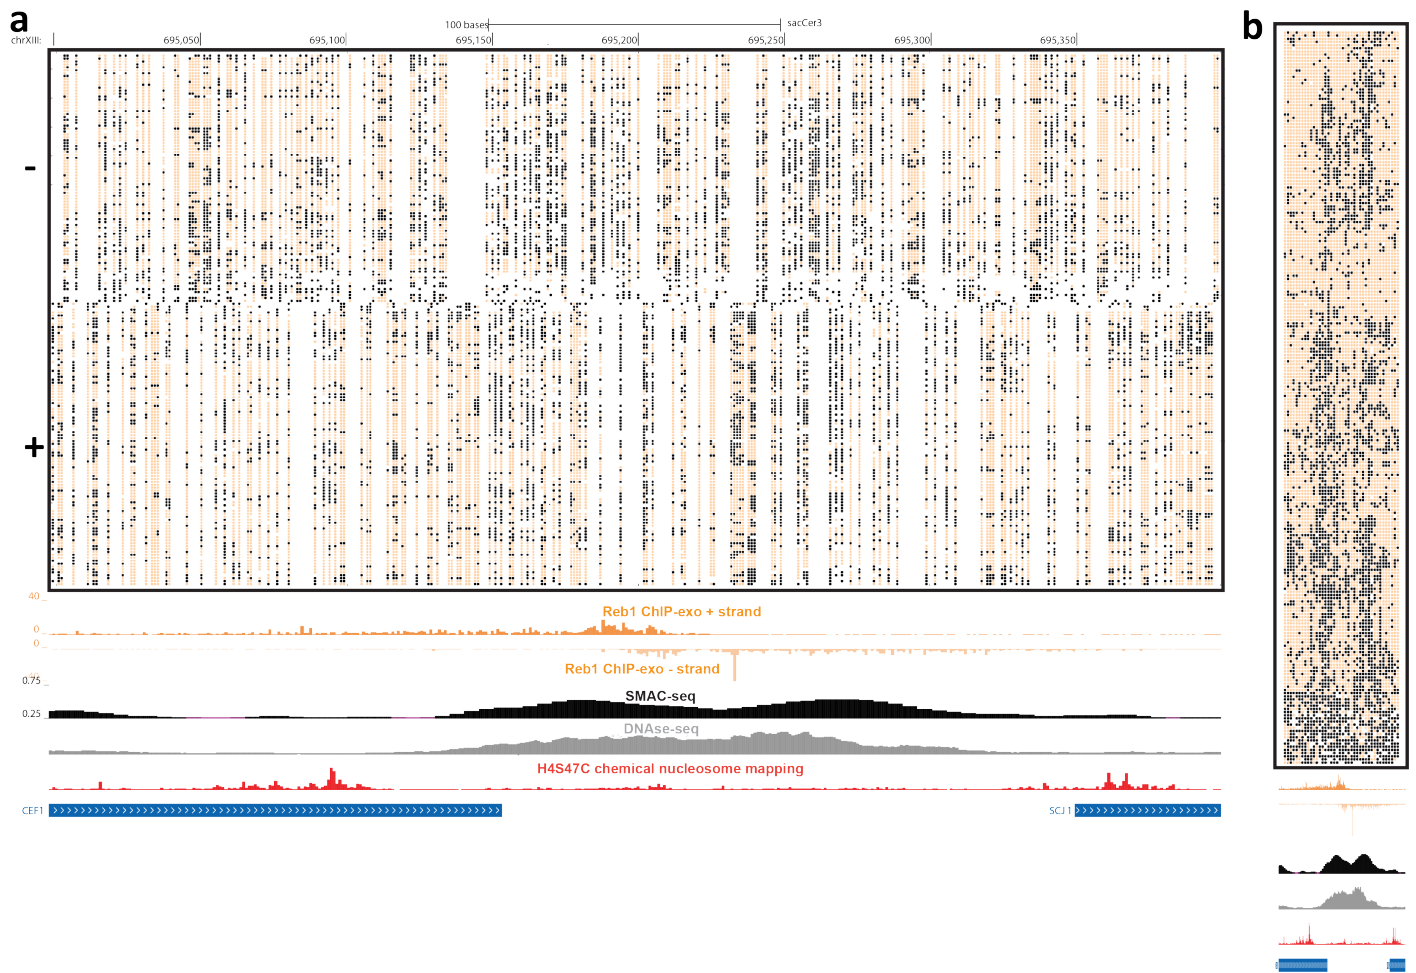 a
b
100 bases
sacCer3
chrXIII:
695,050
695,100
695,150
695,200
695,250
695,300
695,350
-
+
40
Reb1 ChIP-exo + strand
0
0
Reb1 ChIP-exo - strand
0.75
SMAC-seq
0.25
DNAse-seq
H4S47C chemical nucleosome mapping
CEF1
SCJ1